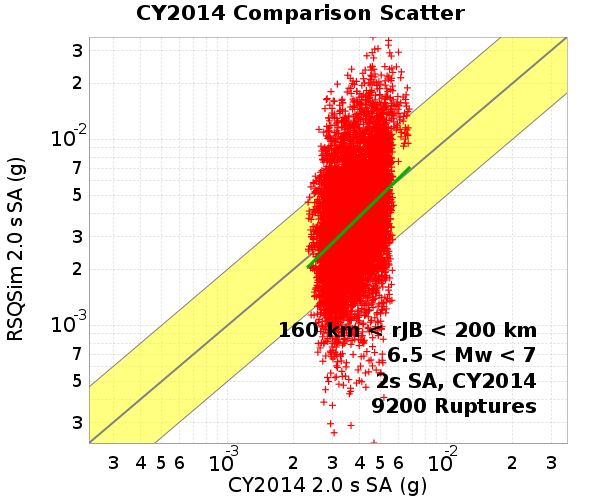 CY2014 Comparison Scatter
RSQSim 2.0 s SA (g)
3
2
10-2
7
5
3
2
10-3
7
5
3
160 km < rJB < 200 km
6.5 < Mw < 7
2s SA, CY2014
9200 Ruptures
3 4 5 6 10-3 2 3 4 5 6 10-2 2 3
CY2014 2.0 s SA (g)